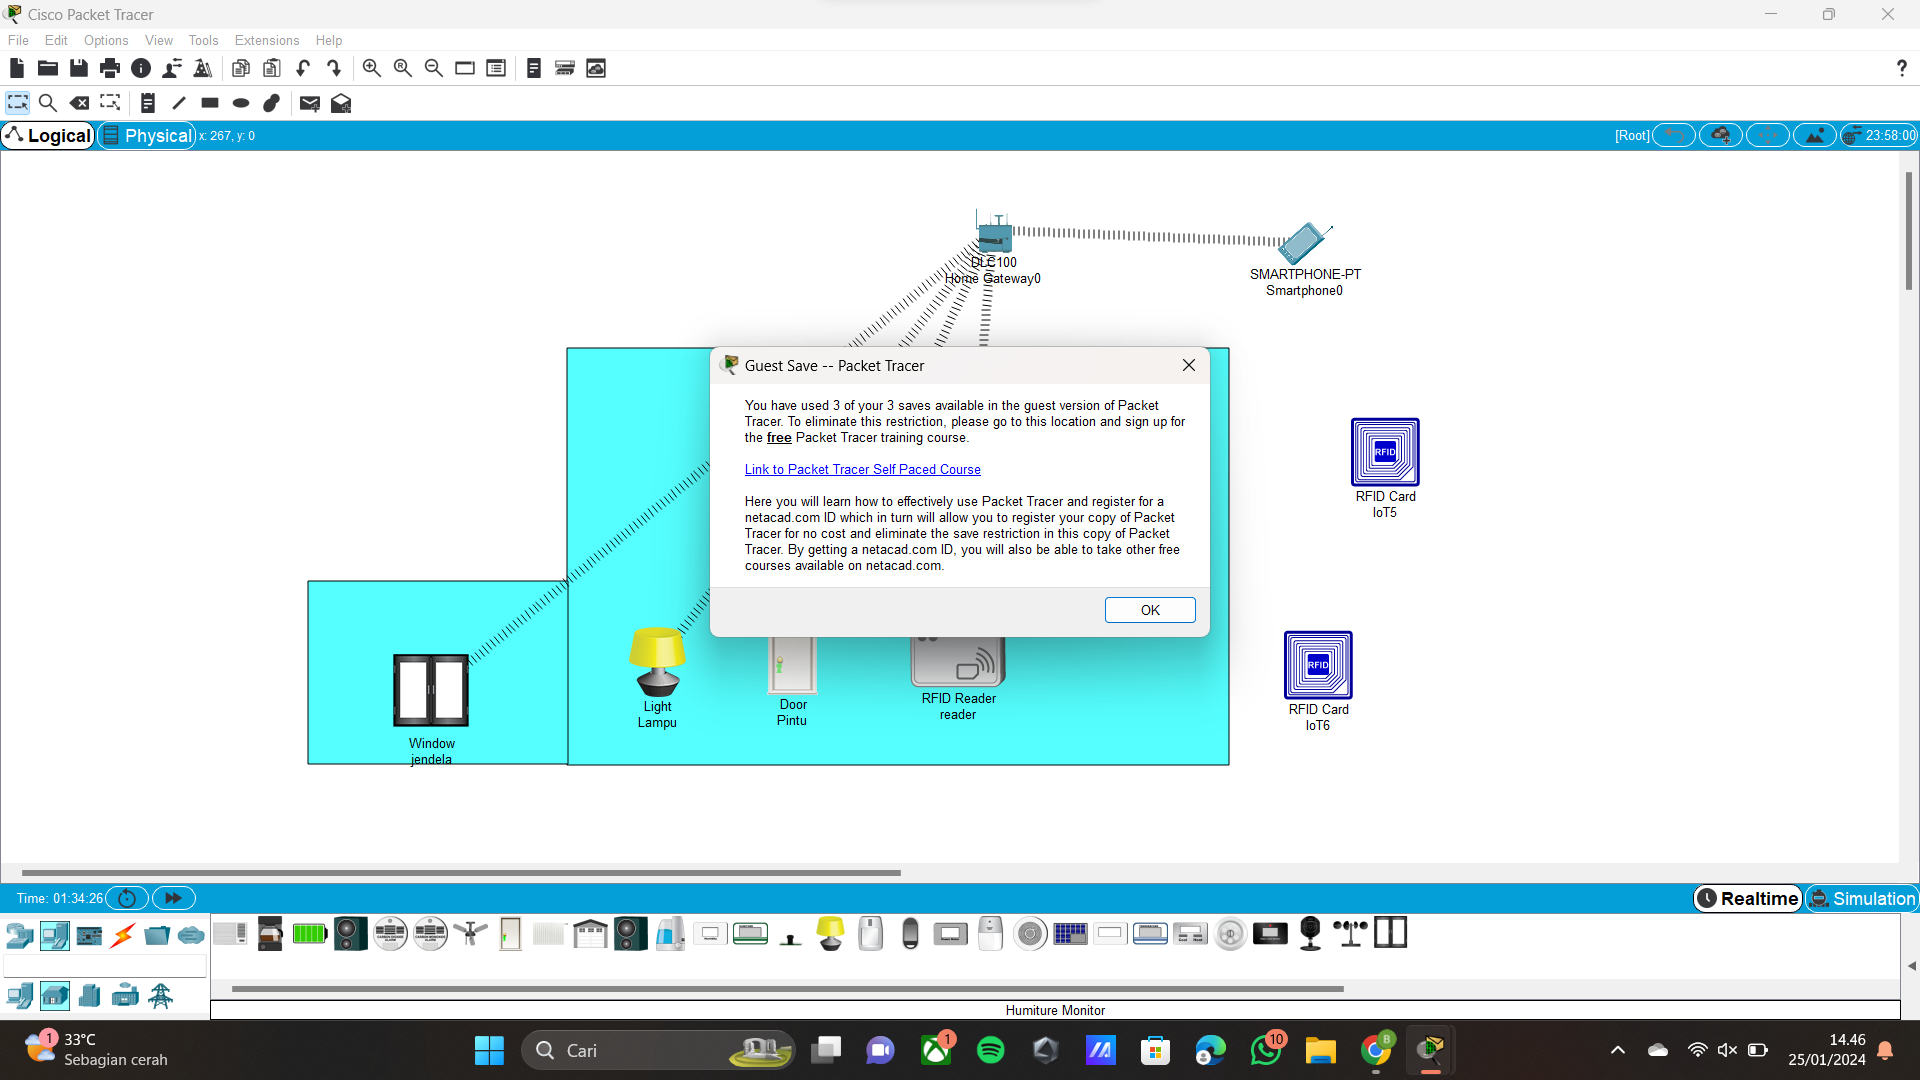 Cisco Packet Tracer
File Edit Options View Tools Extensions Help
?
Logical Physical x: 267, y: 0 [Root] 23:58:00
DLC100
Home Gateway0
SMARTPHONE-PT
Smartphone0
Guest Save -- Packet Tracer
You have used 3 of your 3 saves available in the guest version of Packet
Tracer. To eliminate this restriction, please go to this location and sign up for
the free Packet Tracer training course.
Link to Packet Tracer Self Paced Course
Here you will learn how to effectively use Packet Tracer and register for a
netacad.com ID which in turn will allow you to register your copy of Packet
Tracer for no cost and eliminate the save restriction in this copy of Packet
Tracer. By getting a netacad.com ID, you will also be able to take other free
courses available on netacad.com.
OK
RFID
RFID Card
IoT5
RFID
RFID Card
IoT6
Window
jendela
Light
Lampu
Door
Pintu
RFID Reader
reader
Time: 01:34:26 Realtime Simulation
Humiture Monitor
1
33°C
Sebagian cerah
Cari
1
10
B
14.46
25/01/2024